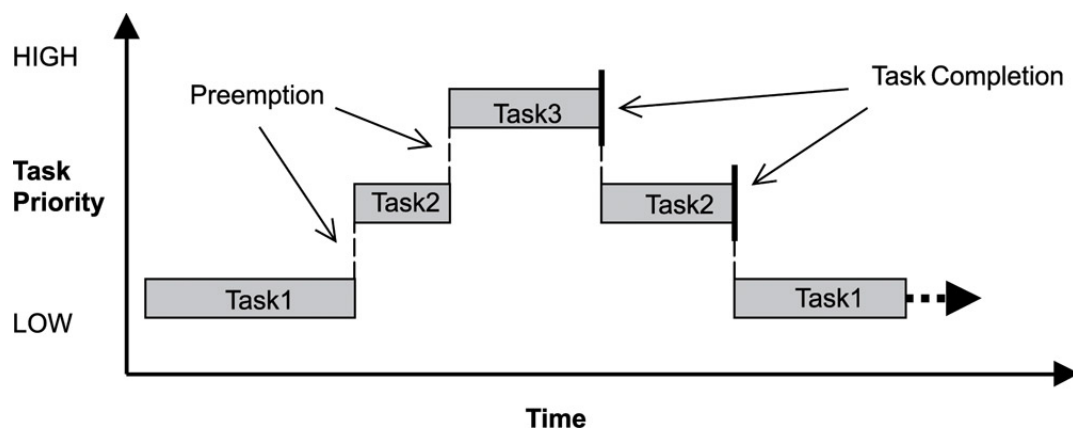 HIGH
Preemption
Task Completion
Task3
Task
Priority
Task2
Task2
Task1
Task1
LOW
Time